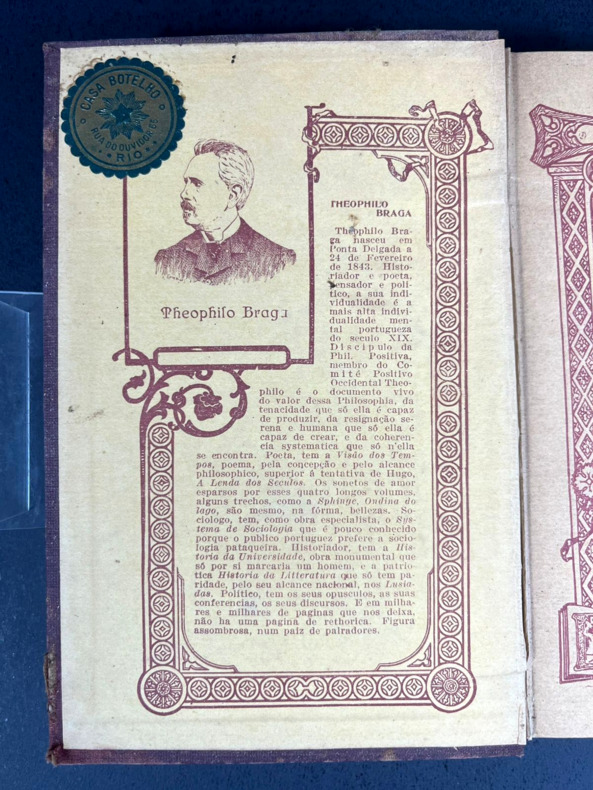 CASA BOTELHO
RUA DO OUVIDOR 65
RIO
Theophilo Braga
THEOPHILO
BRAGA
Theophilo Bra-
ga nasceu em
Ponta Delgada a
24 de Fevereiro
de 1843. Histo-
riador e poeta,
pensador e poli-
tico, a sua indi-
vidualidade é a
mais alta indivi-
dualidade men-
tal portugueza
do seculo XIX.
Discipulo da
Phil. Positiva,
membro do Co-
mité Positivo
Occidental Theo-
philo é o documento vivo
do valor dessa Philosophia, da
tenacidade que só ella é capaz
de produzir, da resignação se-
rena e humana que só ella é
capaz de crear, e da coheren-
cia systematica que só n'ella
se encontra. Poeta, tem a Visão dos Tem-
pos, poema, pela concepção e pelo alcance
philosophico, superior á tentativa de Hugo,
A Lenda dos Seculos. Os sonetos de amor
esparsos por esses quatro longos volumes,
alguns trechos, como a Sphinge, Ondina do
lago, são mesmo, na fórma, bellezas. So-
ciologo, tem, como obra especialista, o Sys-
tema de Sociologia que é pouco conhecido
porque o publico portuguez prefere a socio-
logia pataqueira. Historiador, tem a His-
toria da Universidade, obra monumental que
só por si marcaria um homem, e a patrio-
tica Historia da Litteratura que só tem pa-
ridade, pelo seu alcance nacional, nos Lusia-
das. Politico, tem os seus opusculos, as suas
conferencias, os seus discursos. E em milha-
res e milhares de paginas que nos deixa,
não ha uma pagina de rethorica. Figura
assombrosa, num paiz de palradores.